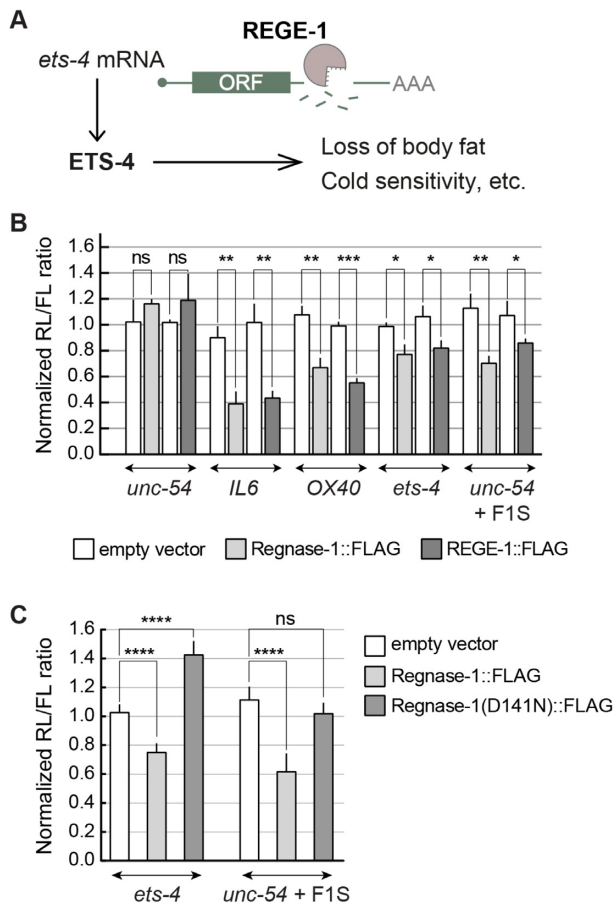 A
REGE-1
ets-4 mRNA
ORF
AAA
ETS-4
Loss of body fat
Cold sensitivity, etc.
B
Normalized RL/FL ratio
1.6
1.4
1.2
1.0
0.8
0.6
0.4
0.2
0.0
ns ns ** ** ** *** * * ** *
unc-54 IL6 OX40 ets-4 unc-54
+ F1S
empty vector Regnase-1::FLAG REGE-1::FLAG
C
Normalized RL/FL ratio
1.6
1.4
1.2
1.0
0.8
0.6
0.4
0.2
0.0
**** ns
**** ****
ets-4 unc-54 + F1S
empty vector
Regnase-1::FLAG
Regnase-1(D141N)::FLAG